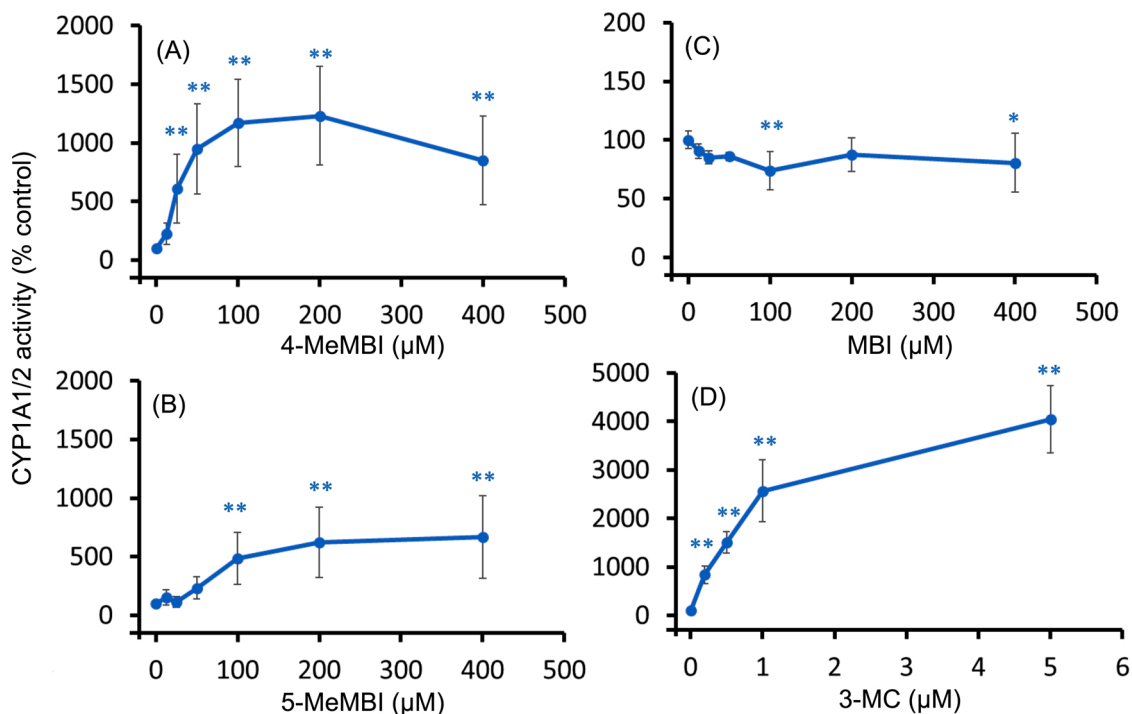 CYP1A1/2 activity (% control)
(A)
2000
1500
1000
500
0
** ** ** ** **
0 100 200 300 400 500
4-MeMBI (µM)
(C)
200
150
100
50
0
** *
0 100 200 300 400 500
MBI (µM)
(B)
2000
1000
500
0
** ** **
0 100 200 300 400 500
5-MeMBI (µM)
(D)
5000
4000
3000
2000
1000
0
** ** ** **
0 1 2 3 4 5 6
3-MC (µM)